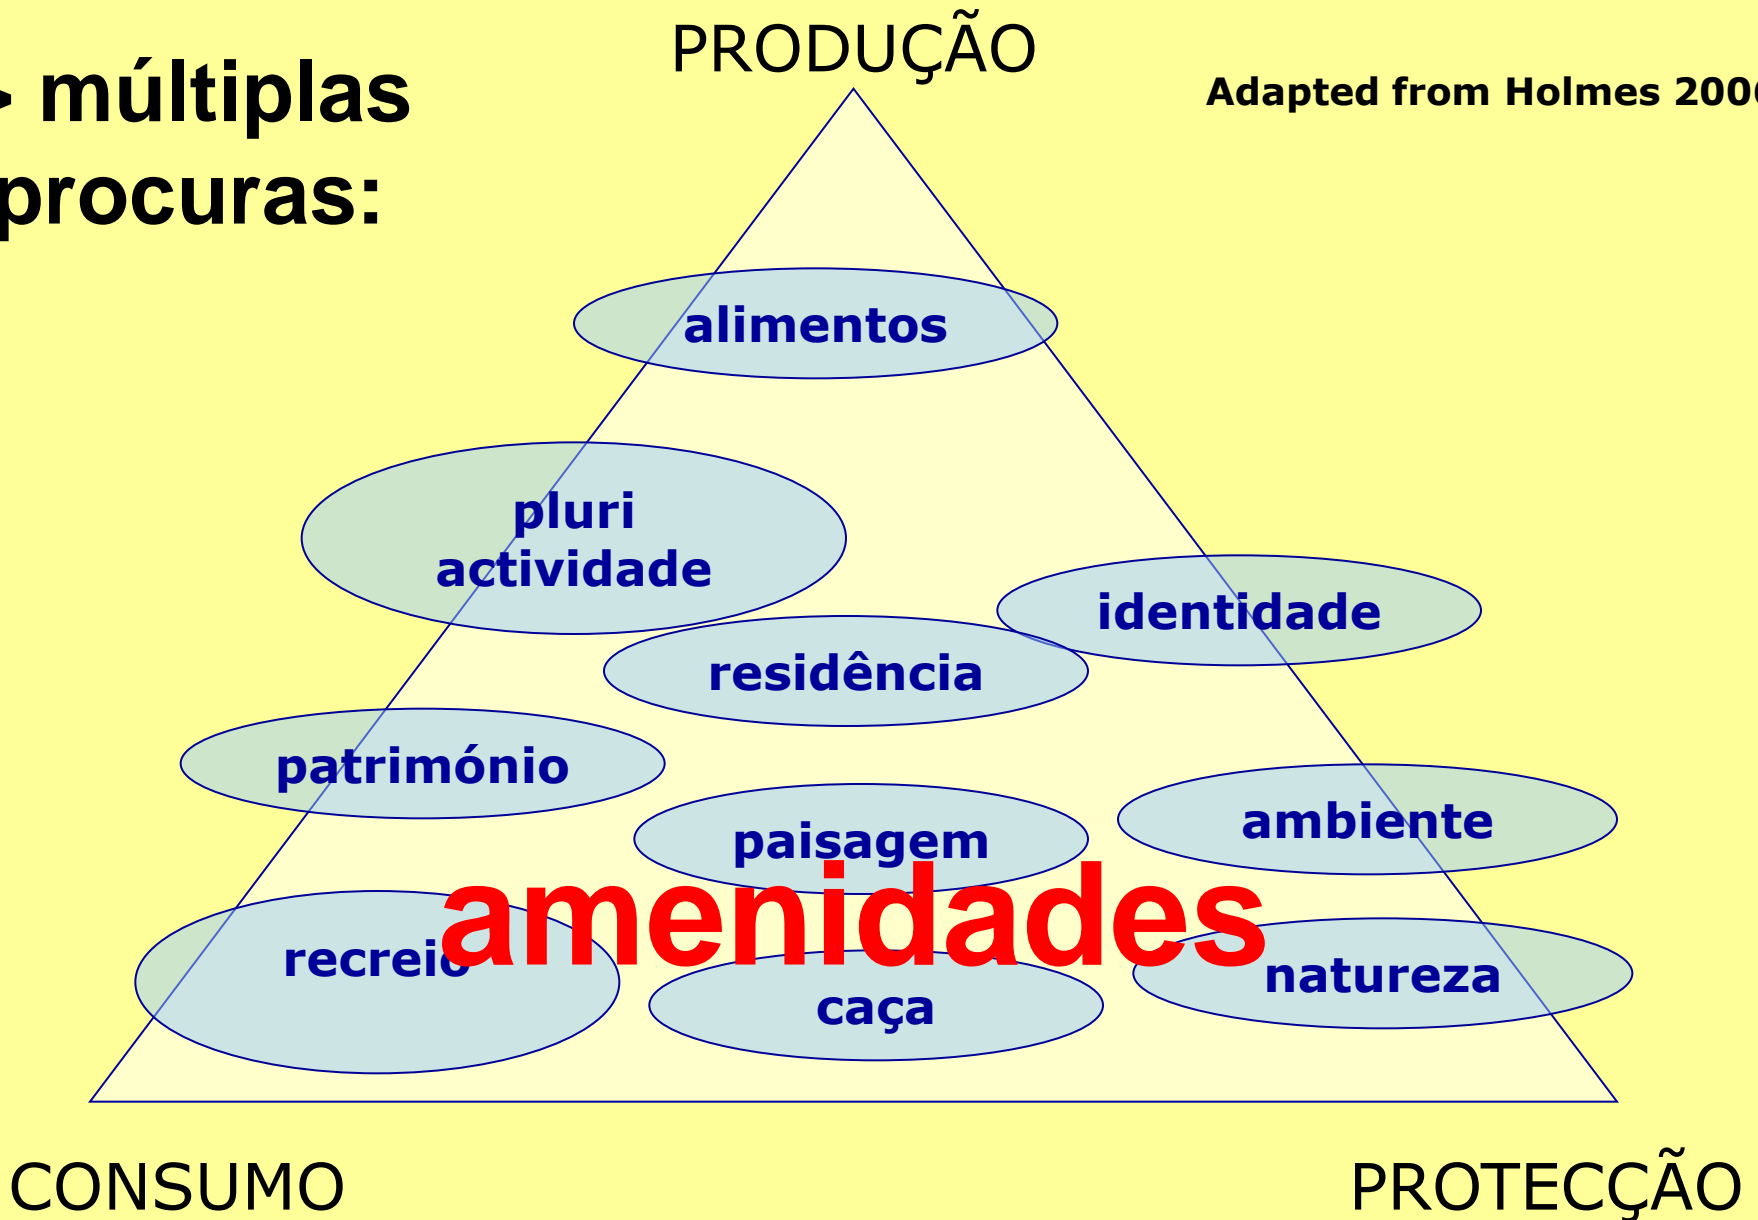 PRODUÇÃO
> múltiplas
procuras:
Adapted from Holmes 200
alimentos
pluri
actividade
identidade
residência
património
paisagem
ambiente
amenidades
recreio
natureza
caça
CONSUMO
PROTECÇÃO